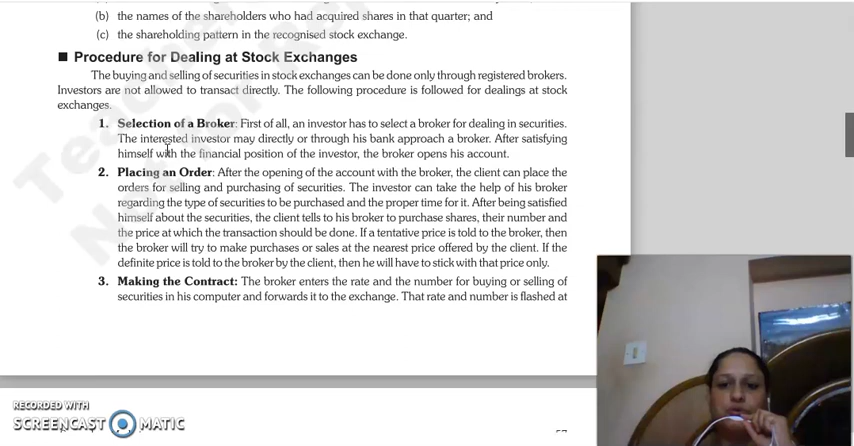 (b) the names of the shareholders who had acquired shares in that quarter; and
(c) the shareholding pattern in the recognised stock exchange.
■ Procedure for Dealing at Stock Exchanges
The buying and selling of securities in stock exchanges can be done only through registered brokers.
Investors are not allowed to transact directly. The following procedure is followed for dealings at stock
exchanges.
1. Selection of a Broker: First of all, an investor has to select a broker for dealing in securities.
The interested investor may directly or through his bank approach a broker. After satisfying
himself with the financial position of the investor, the broker opens his account.
2. Placing an Order: After the opening of the account with the broker, the client can place the
orders for selling and purchasing of securities. The investor can take the help of his broker
regarding the type of securities to be purchased and the proper time for it. After being satisfied
himself about the securities, the client tells to his broker to purchase shares, their number and
the price at which the transaction should be done. If a tentative price is told to the broker, then
the broker will try to make purchases or sales at the nearest price offered by the client. If the
definite price is told to the broker by the client, then he will have to stick with that price only.
3. Making the Contract: The broker enters the rate and the number for buying or selling of
securities in his computer and forwards it to the exchange. That rate and number is flashed at
RECORDED WITH
SCREENCAST MATIC